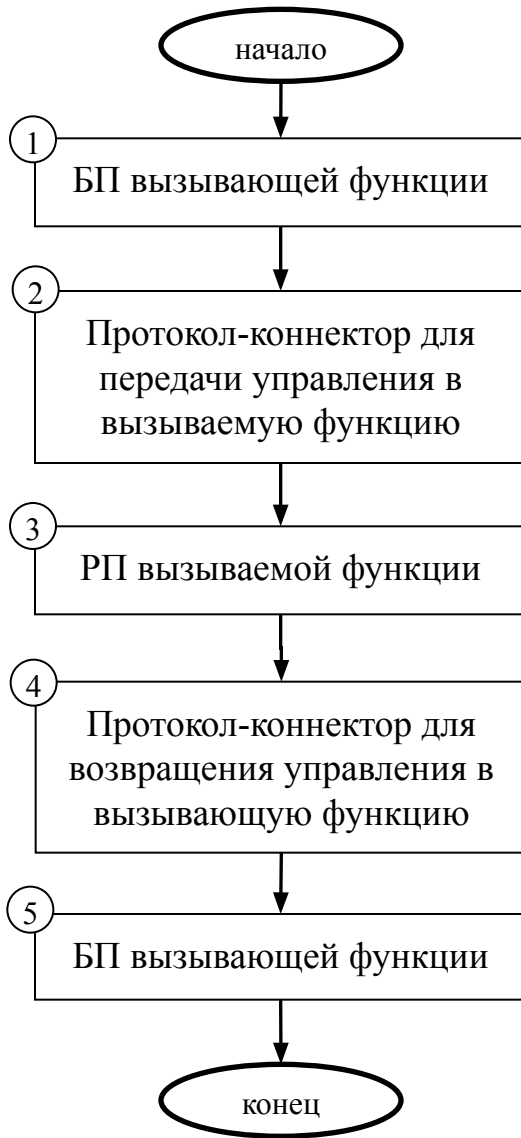 начало
1
БП вызывающей функции
2
Протокол-коннектор для
передачи управления в
вызываемую функцию
3
РП вызываемой функции
4
Протокол-коннектор для
возвращения управления в
вызывающую функцию
5
БП вызывающей функции
конец